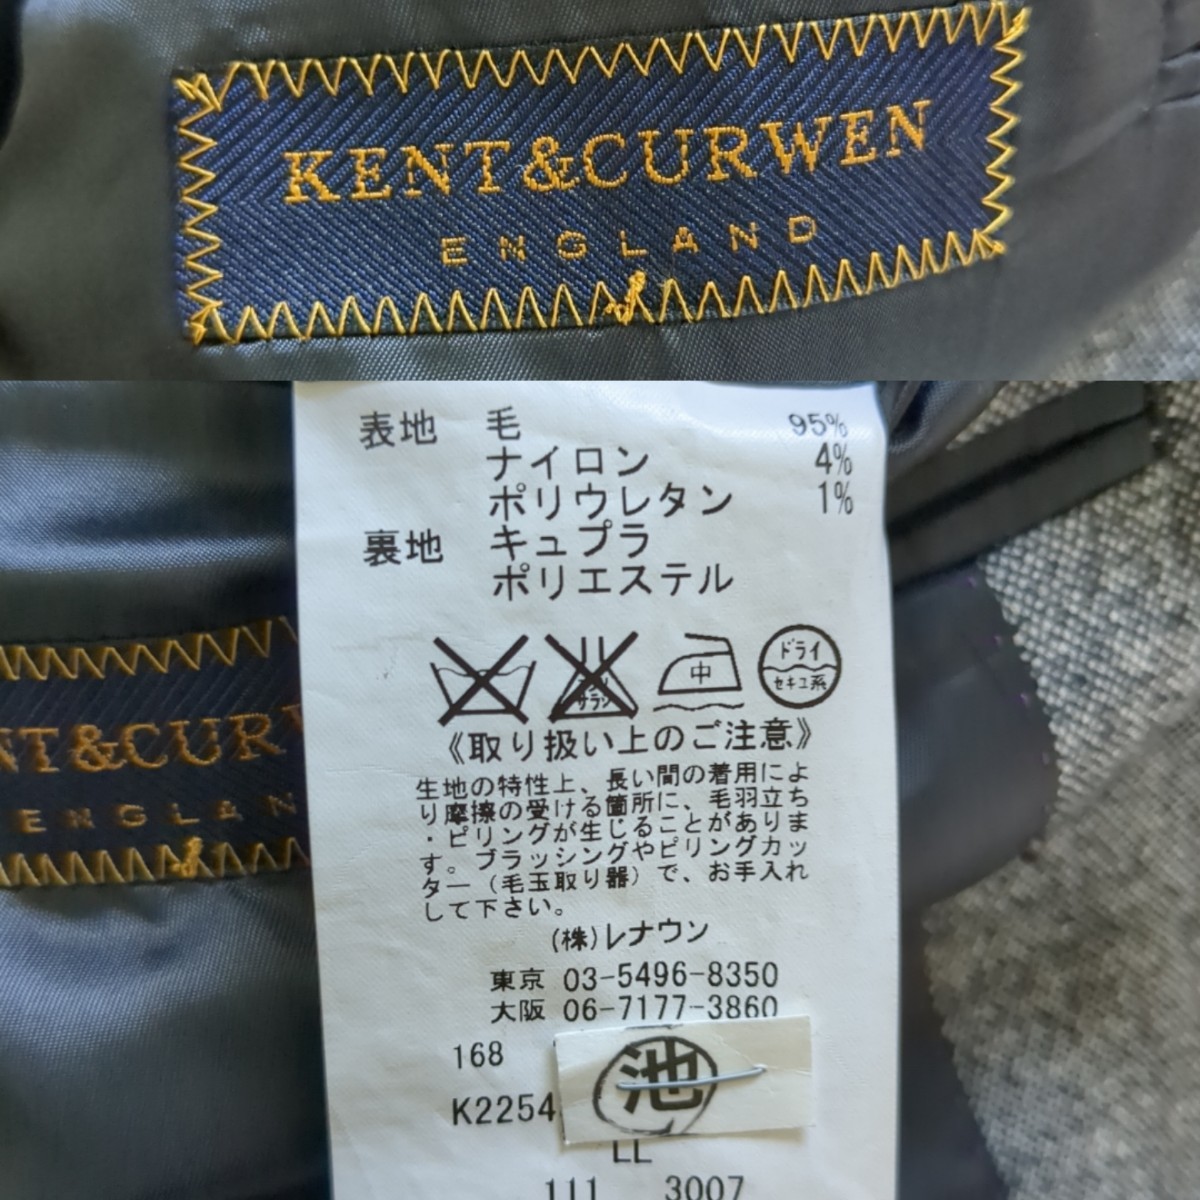 KENT&CURWEN
ENGLAND
表地 毛 95%
ナイロン 4%
ポリウレタン 1%
裏地 キュプラ
ポリエステル
中
ドライ
セキユ系
NT&CUR
ENGLAN
《取り扱い上のご注意》
生地の特性上、長い間の着用によ
り摩擦の受ける箇所に、毛羽立ち
・ピリングが生じることがありま
す。ブラッシングやピリングカッ
ター（毛玉取り器）で、お手入れ
して下さい。
(株)レナウン
東京 03-5496-8350
大阪 06-7177-3860
168
池
K2254
LL
111 3007